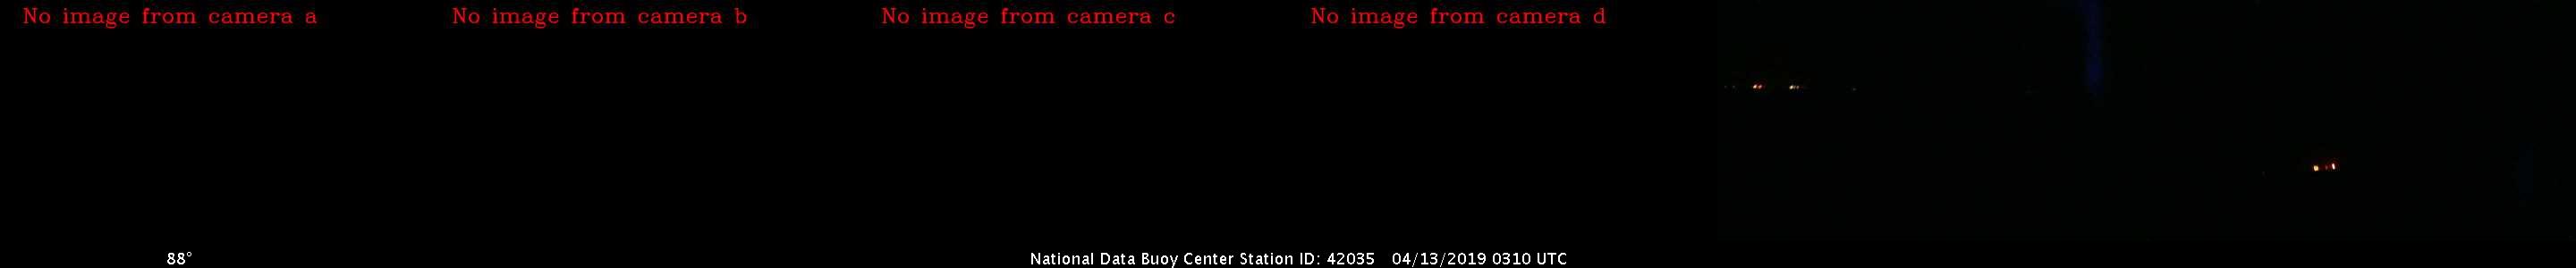 No image from camera a
No image from camera b
No image from camera c
No image from camera d
88°
National Data Buoy Center Station ID: 42035 04/13/2019 0310 UTC